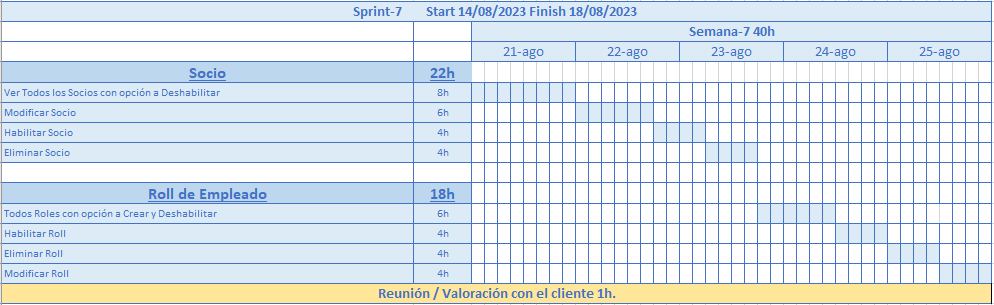 Sprint-7 Start 14/08/2023 Finish 18/08/2023
Semana-7 40h
21-ago 22-ago 23-ago 24-ago 25-ago
Socio 22h
Ver Todos los Socios con opción a Deshabilitar 8h
Modificar Socio 6h
Habilitar Socio 4h
Eliminar Socio 4h
Roll de Empleado 18h
Todos Roles con opción a Crear y Deshabilitar 6h
Habilitar Roll 4h
Eliminar Roll 4h
Modificar Roll 4h
Reunión / Valoración con el cliente 1h.